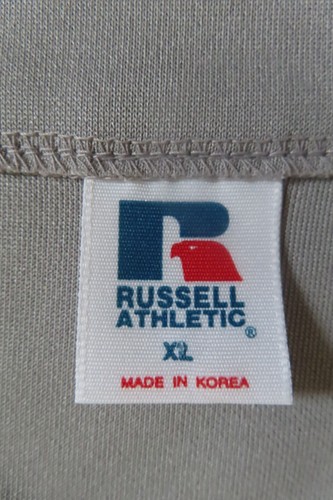 R
RUSSELL
ATHLETIC®
XL
MADE IN KOREA